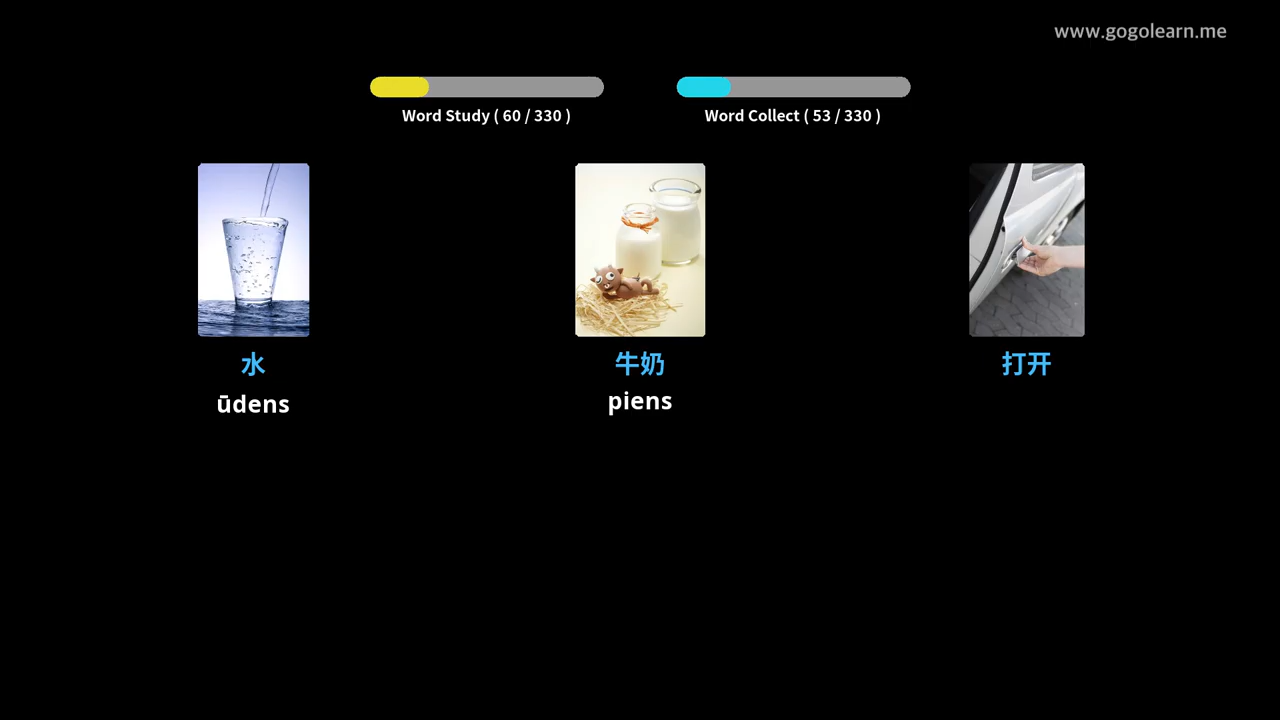 www.gogolearn.me
Word Study ( 60 / 330 )
Word Collect ( 53 / 330 )
水
牛奶
打开
ūdens
piens